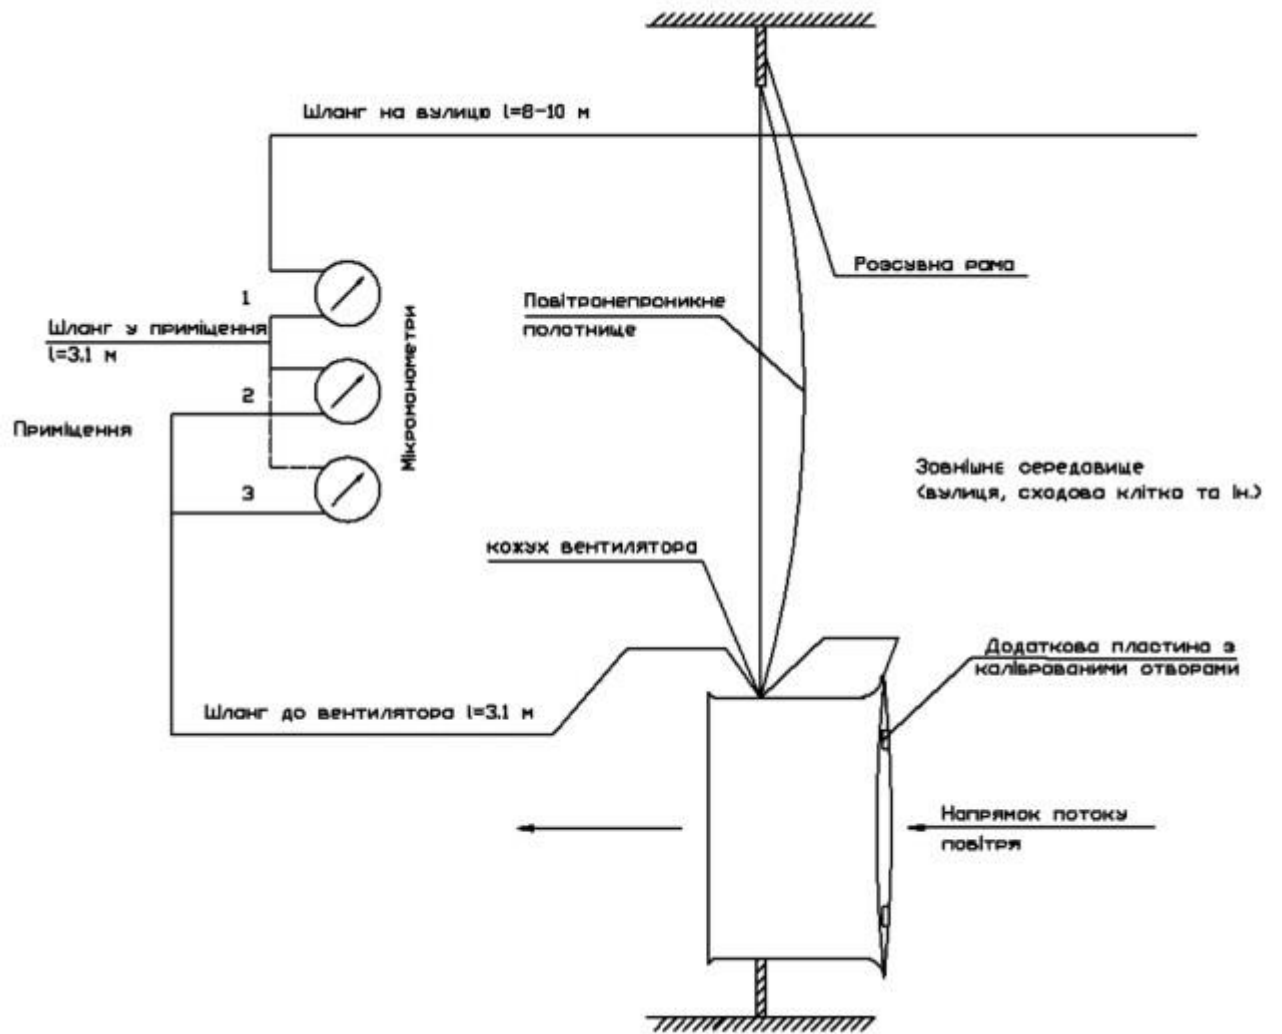 Шланг на вулицю l=8-10 м
Розсувна рама
Повітронепроникне
полотнище
1
Шланг у приміщення
l=3.1 м
2
Приміщення
3
Мікроманометри
Зовнішнє середовище
(вулиця, сходова клітка та ін.)
кожух вентилятора
Додаткова пластина з
каліброваними отворами
Шланг до вентилятора l=3.1 м
Напрямок потоку
повітря